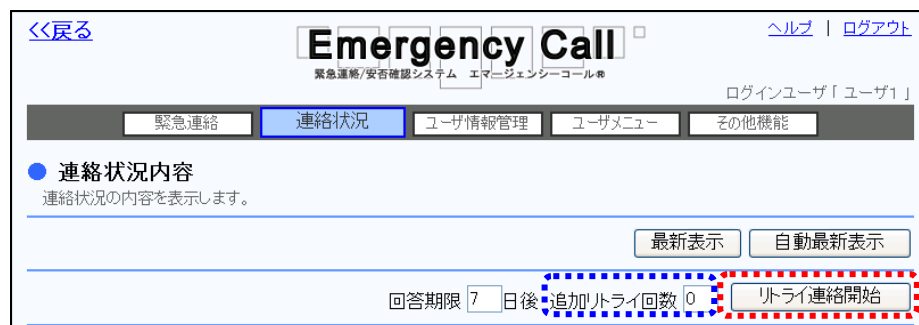 <<戻る
Emergency Call
ヘルプ | ログアウト
緊急連絡/安否確認システム エマージェンシーコール®
ログインユーザ「 ユーザ1 」
緊急連絡 連絡状況 ユーザ情報管理 ユーザメニュー その他機能
● 連絡状況内容
連絡状況の内容を表示します。
最新表示 自動最新表示
回答期限 7 日後 追加リトライ回数 0 リトライ連絡開始